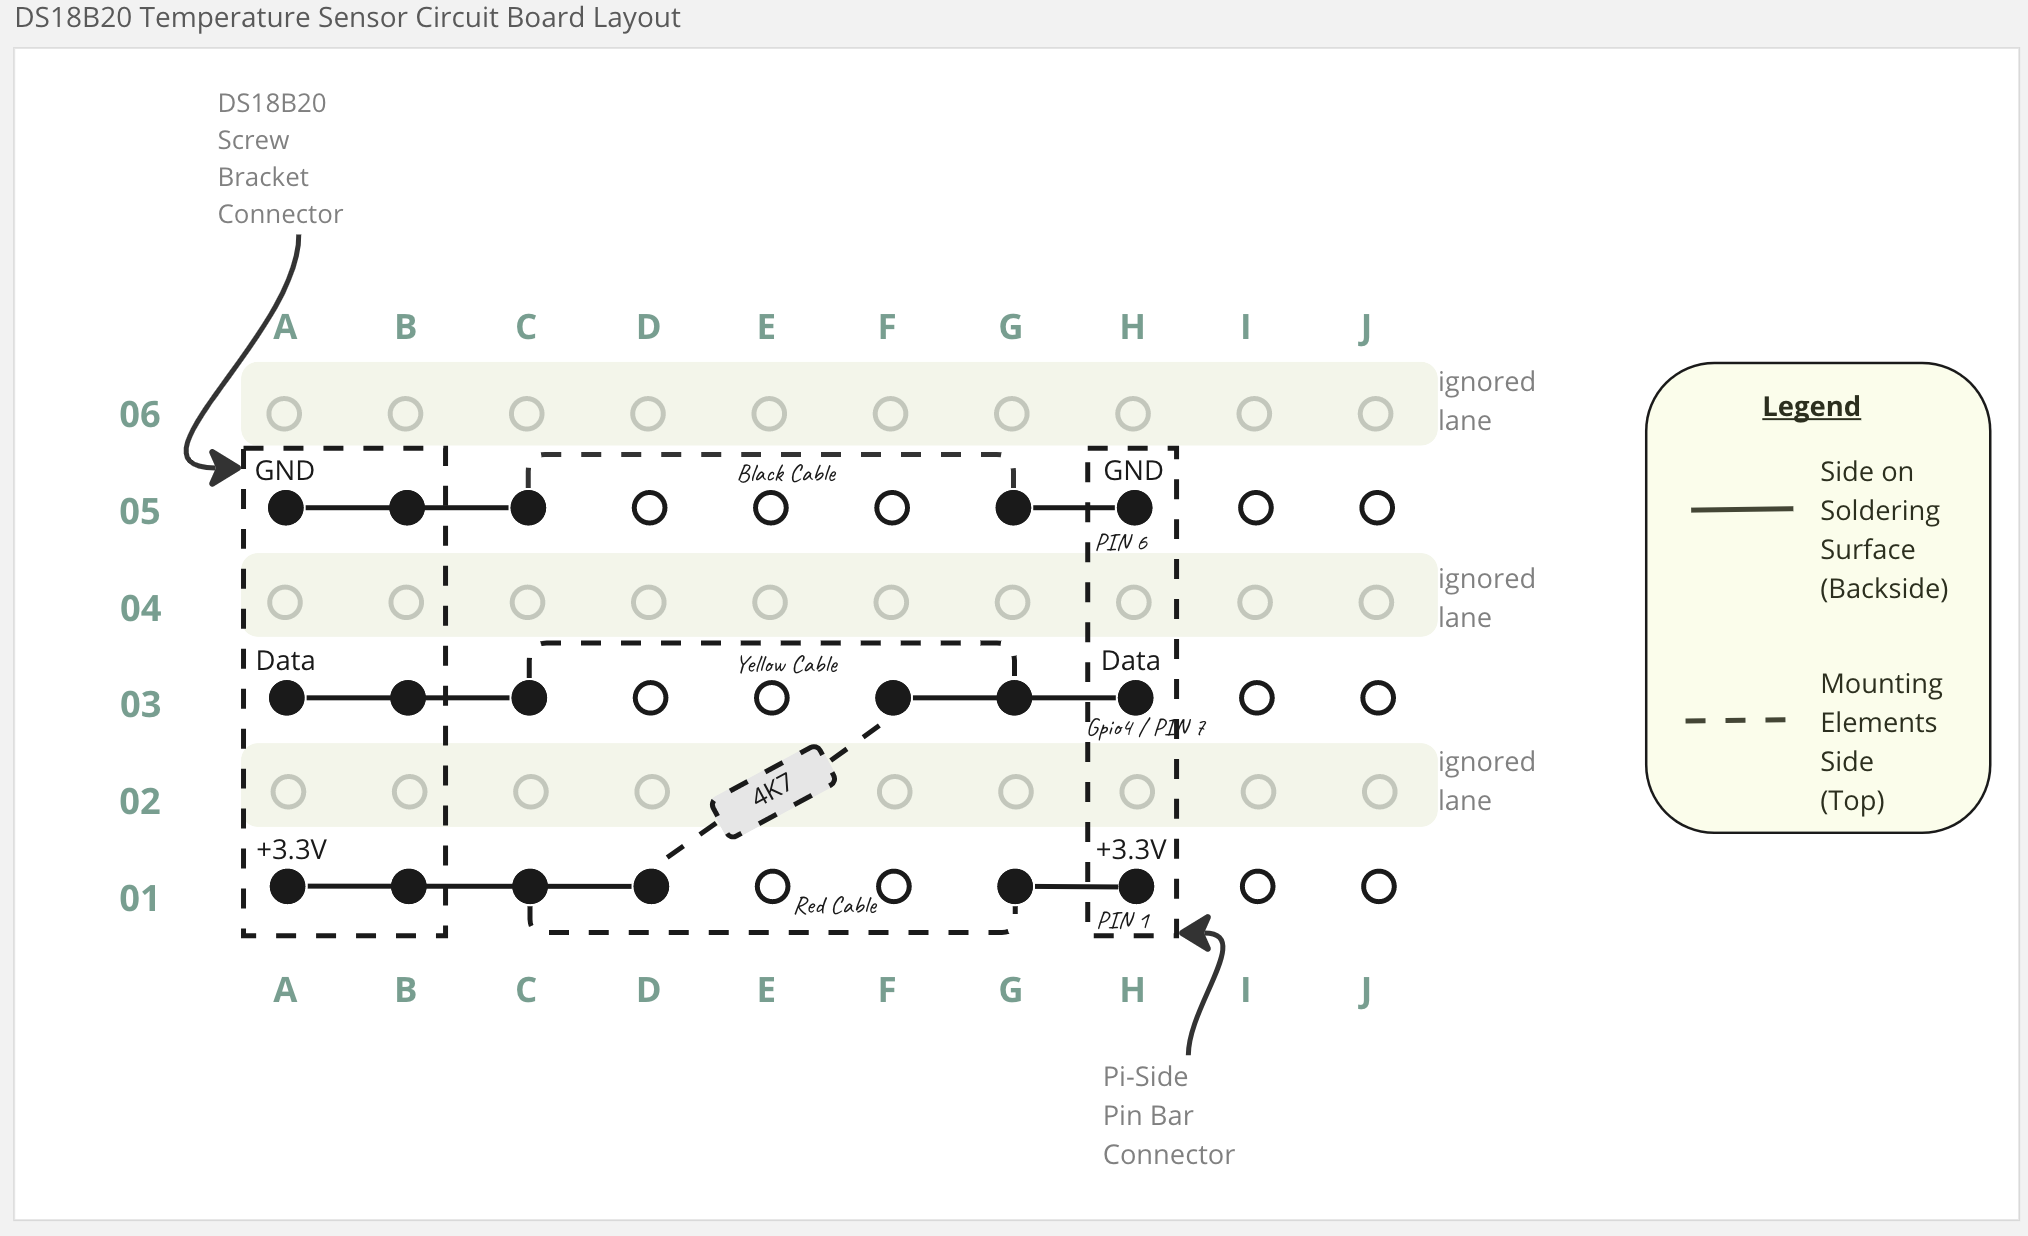 DS18B20 Temperature Sensor Circuit Board Layout
DS18B20
Screw
Bracket
Connector
A B C D E F G H I J
06
ignored
lane
GND
Black Cable
GND
05
PIN 6
04
ignored
lane
Data
Yellow Cable
Data
03
Gpio4 / PIN 7
02
4K7
ignored
lane
+3.3V
+3.3V
01
Red Cable
PIN 1
A B C D E F G H I J
Pi-Side
Pin Bar
Connector
Legend
Side on
Soldering
Surface
(Backside)
Mounting
Elements
Side
(Top)